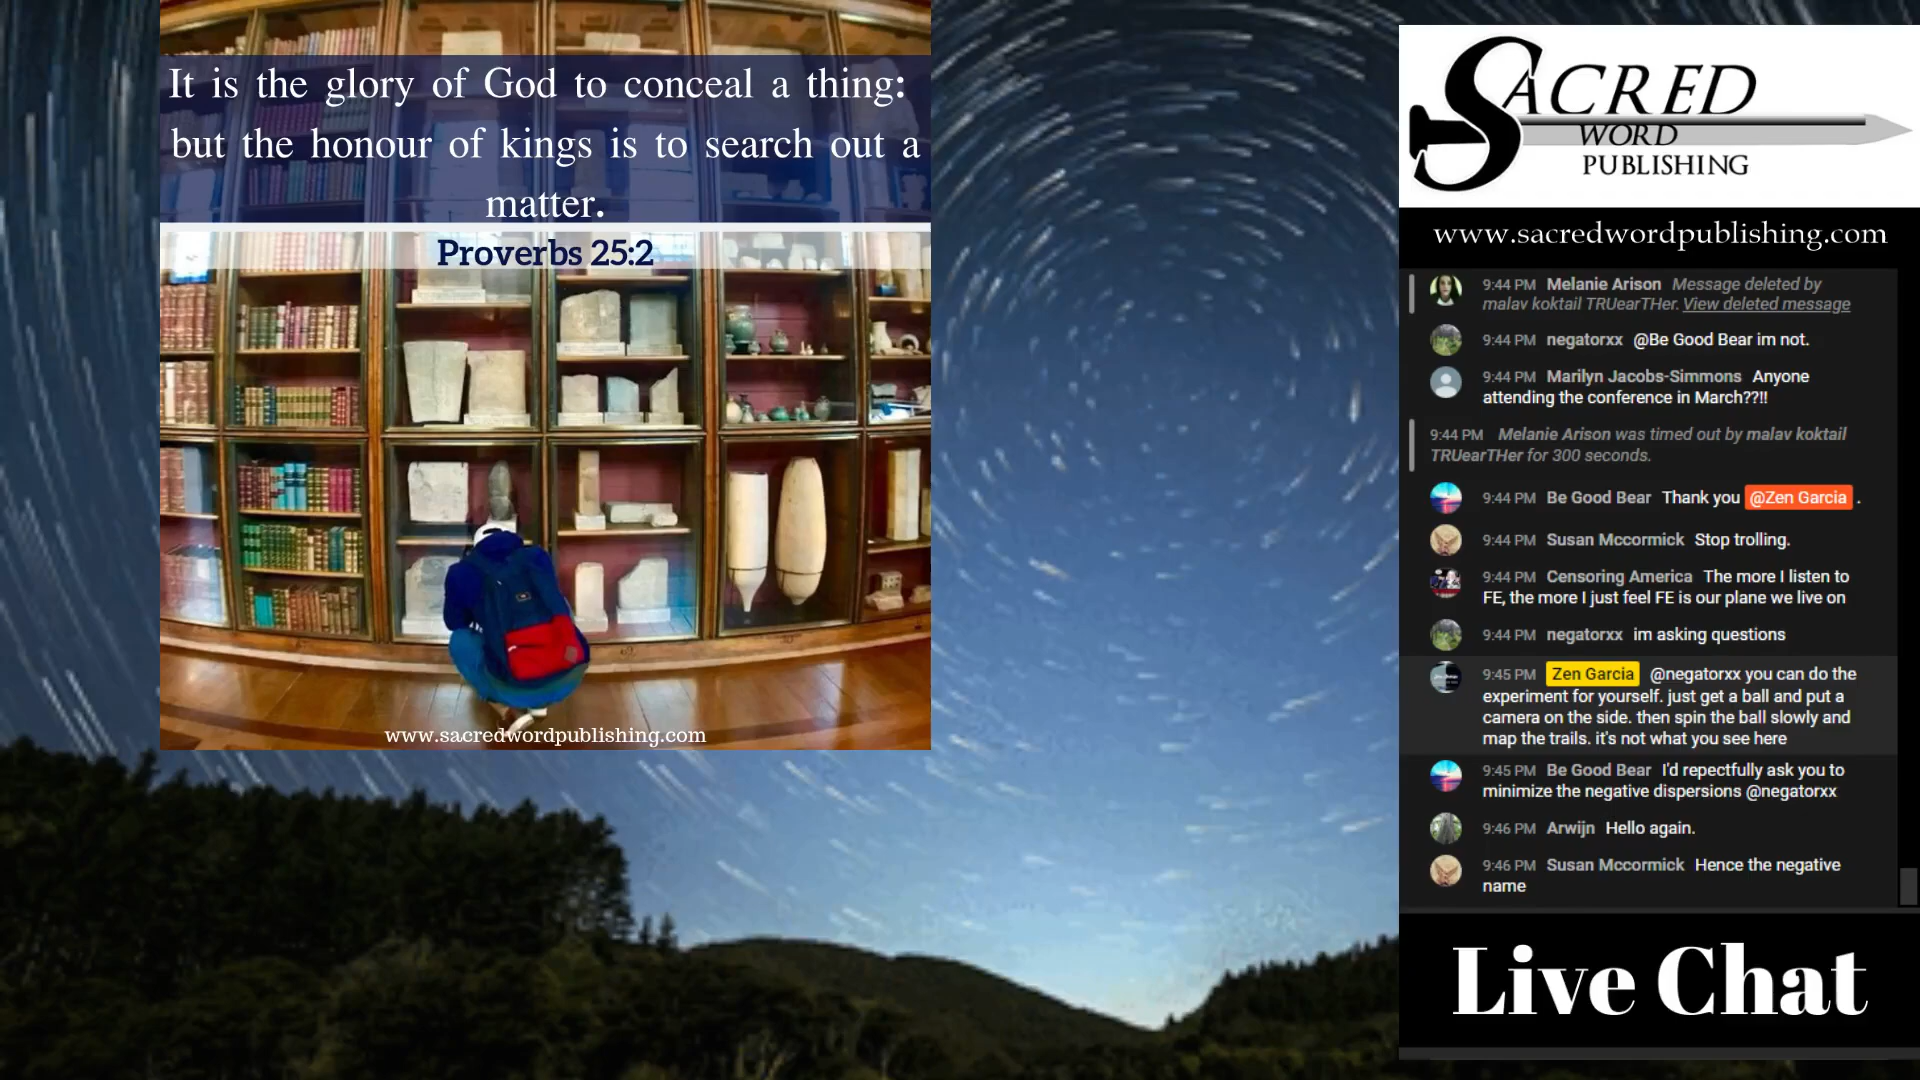 It is the glory of God to conceal a thing:
but the honour of kings is to search out a
matter.
Proverbs 25:2
www.sacredwordpublishing.com
SACRED
WORD
PUBLISHING
www.sacredwordpublishing.com
9:44 PM Melanie Arison Message deleted by
malav koktail TRUearTHer. View deleted message
9:44 PM negatorxx @Be Good Bear im not.
9:44 PM Marilyn Jacobs-Simmons Anyone
attending the conference in March??!!
9:44 PM Melanie Arison was timed out by malav koktail
TRUearTHer for 300 seconds.
9:44 PM Be Good Bear Thank you @Zen Garcia .
9:44 PM Susan Mccormick Stop trolling.
9:44 PM Censoring America The more I listen to
FE, the more I just feel FE is our plane we live on
9:44 PM negatorxx im asking questions
9:45 PM Zen Garcia @negatorxx you can do the
experiment for yourself. just get a ball and put a
camera on the side. then spin the ball slowly and
map the trails. it's not what you see here
9:45 PM Be Good Bear I'd repectfully ask you to
minimize the negative dispersions @negatorxx
9:46 PM Arwijn Hello again.
9:46 PM Susan Mccormick Hence the negative
name
Live Chat